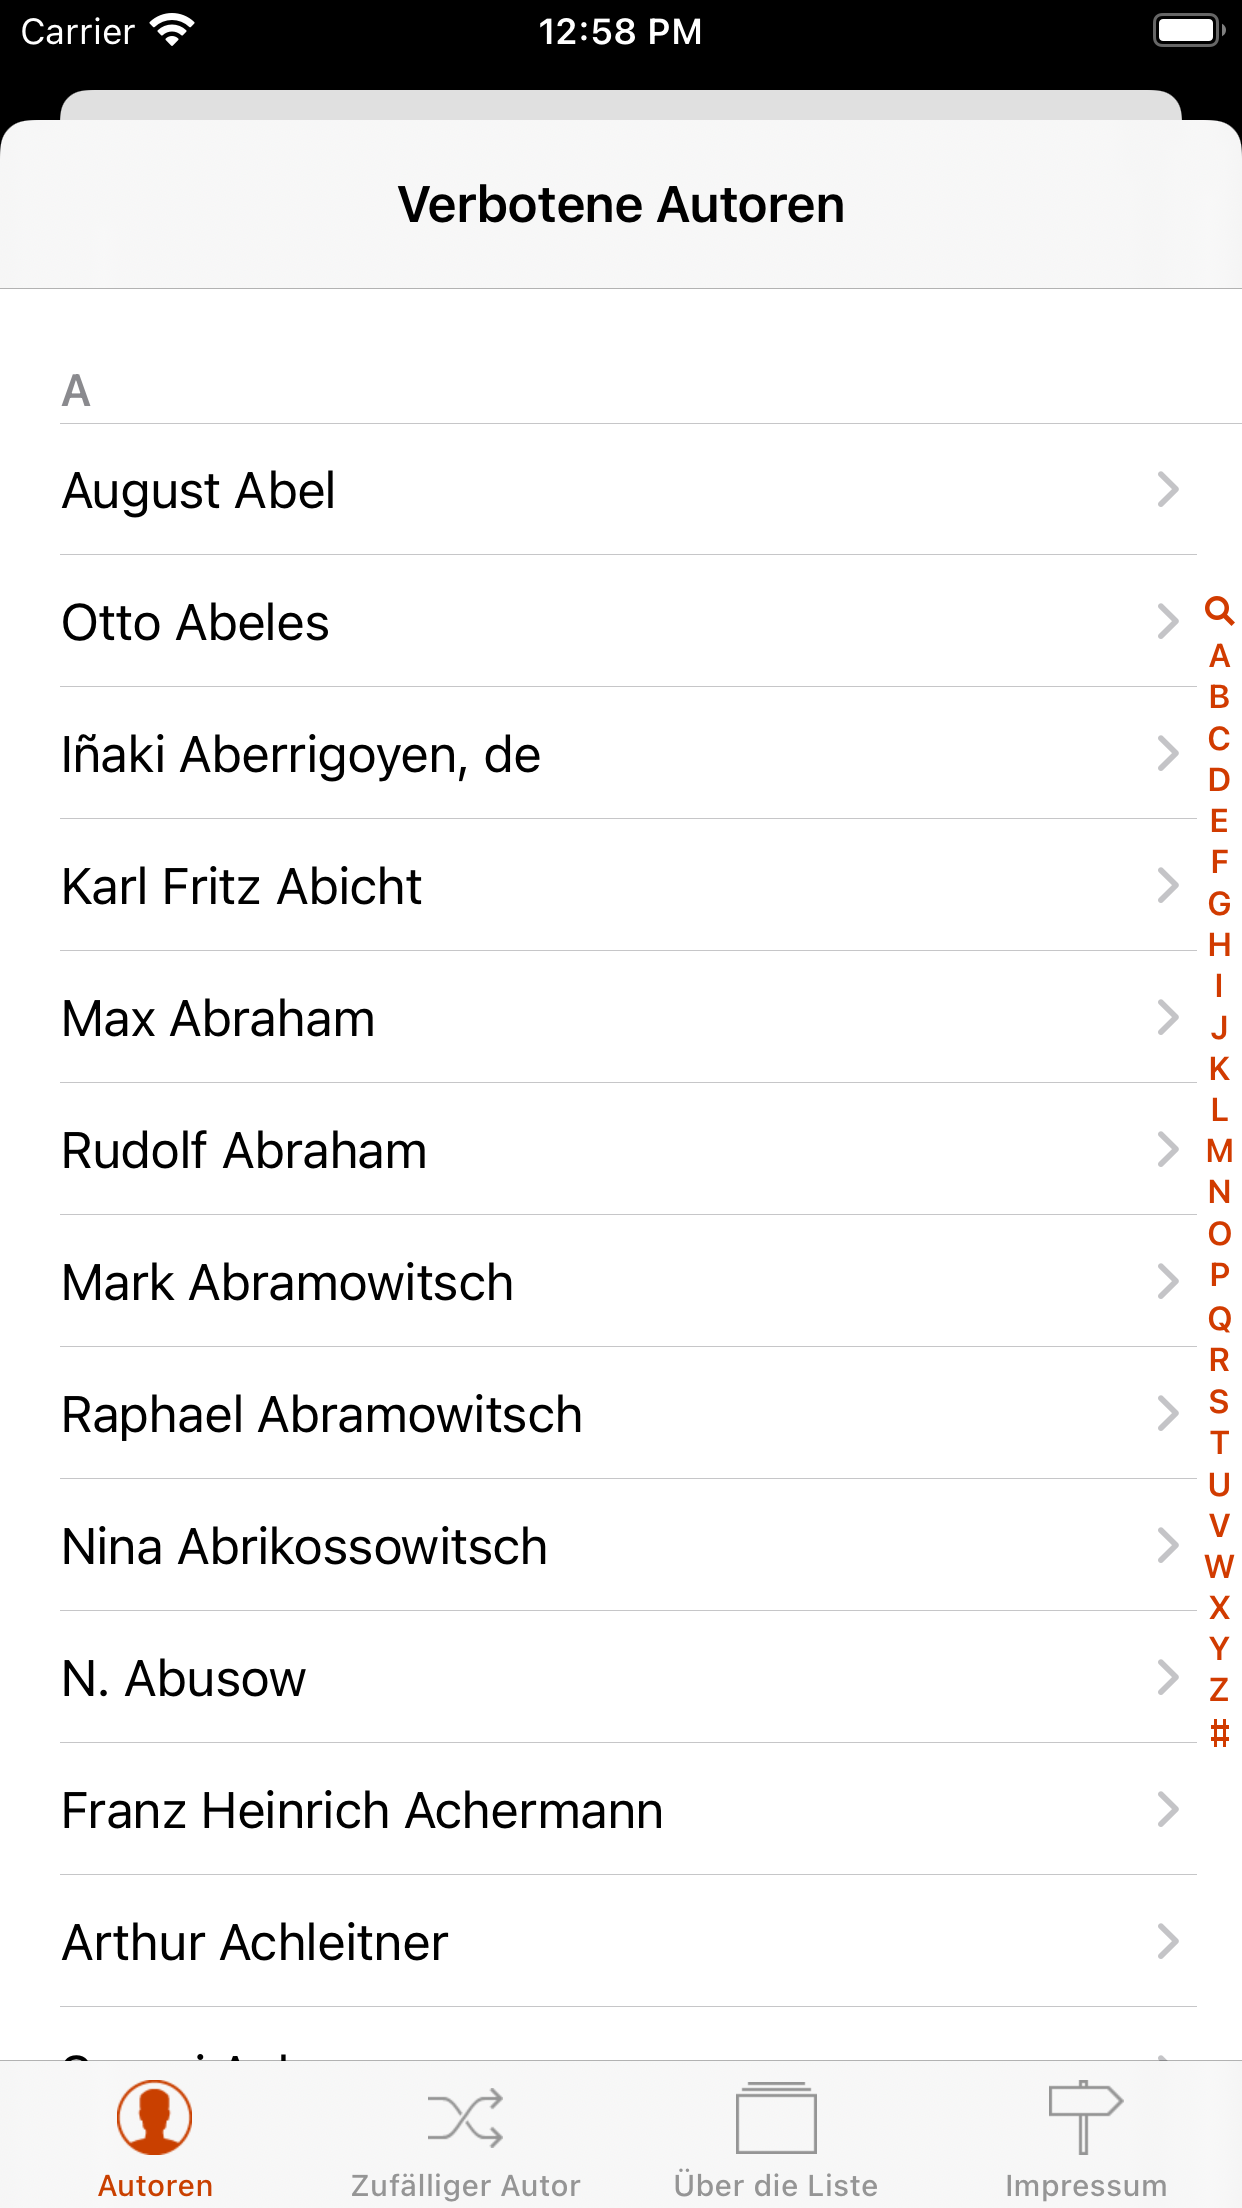 Carrier 12:58 PM
Verbotene Autoren
A
August Abel
Otto Abeles
Iñaki Aberrigoyen, de
Karl Fritz Abicht
Max Abraham
Rudolf Abraham
Mark Abramowitsch
Raphael Abramowitsch
Nina Abrikossowitsch
N. Abusow
Franz Heinrich Achermann
Arthur Achleitner
A
B
C
D
E
F
G
H
I
J
K
L
M
N
O
P
Q
R
S
T
U
V
W
X
Y
Z
#
Autoren Zufälliger Autor Über die Liste Impressum